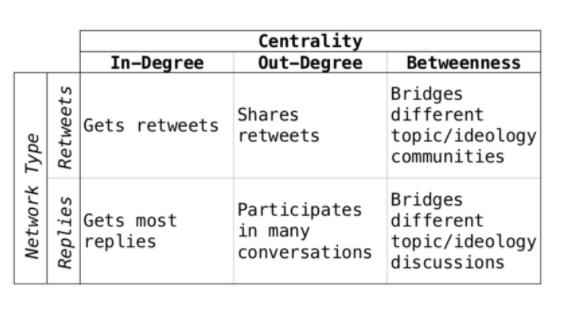 Centrality
In-Degree Out-Degree Betweenness
Network Type
Retweets
Gets retweets
Shares
retweets
Bridges
different
topic/ideology
communities
Replies
Gets most
replies
Participates
in many
conversations
Bridges
different
topic/ideology
discussions